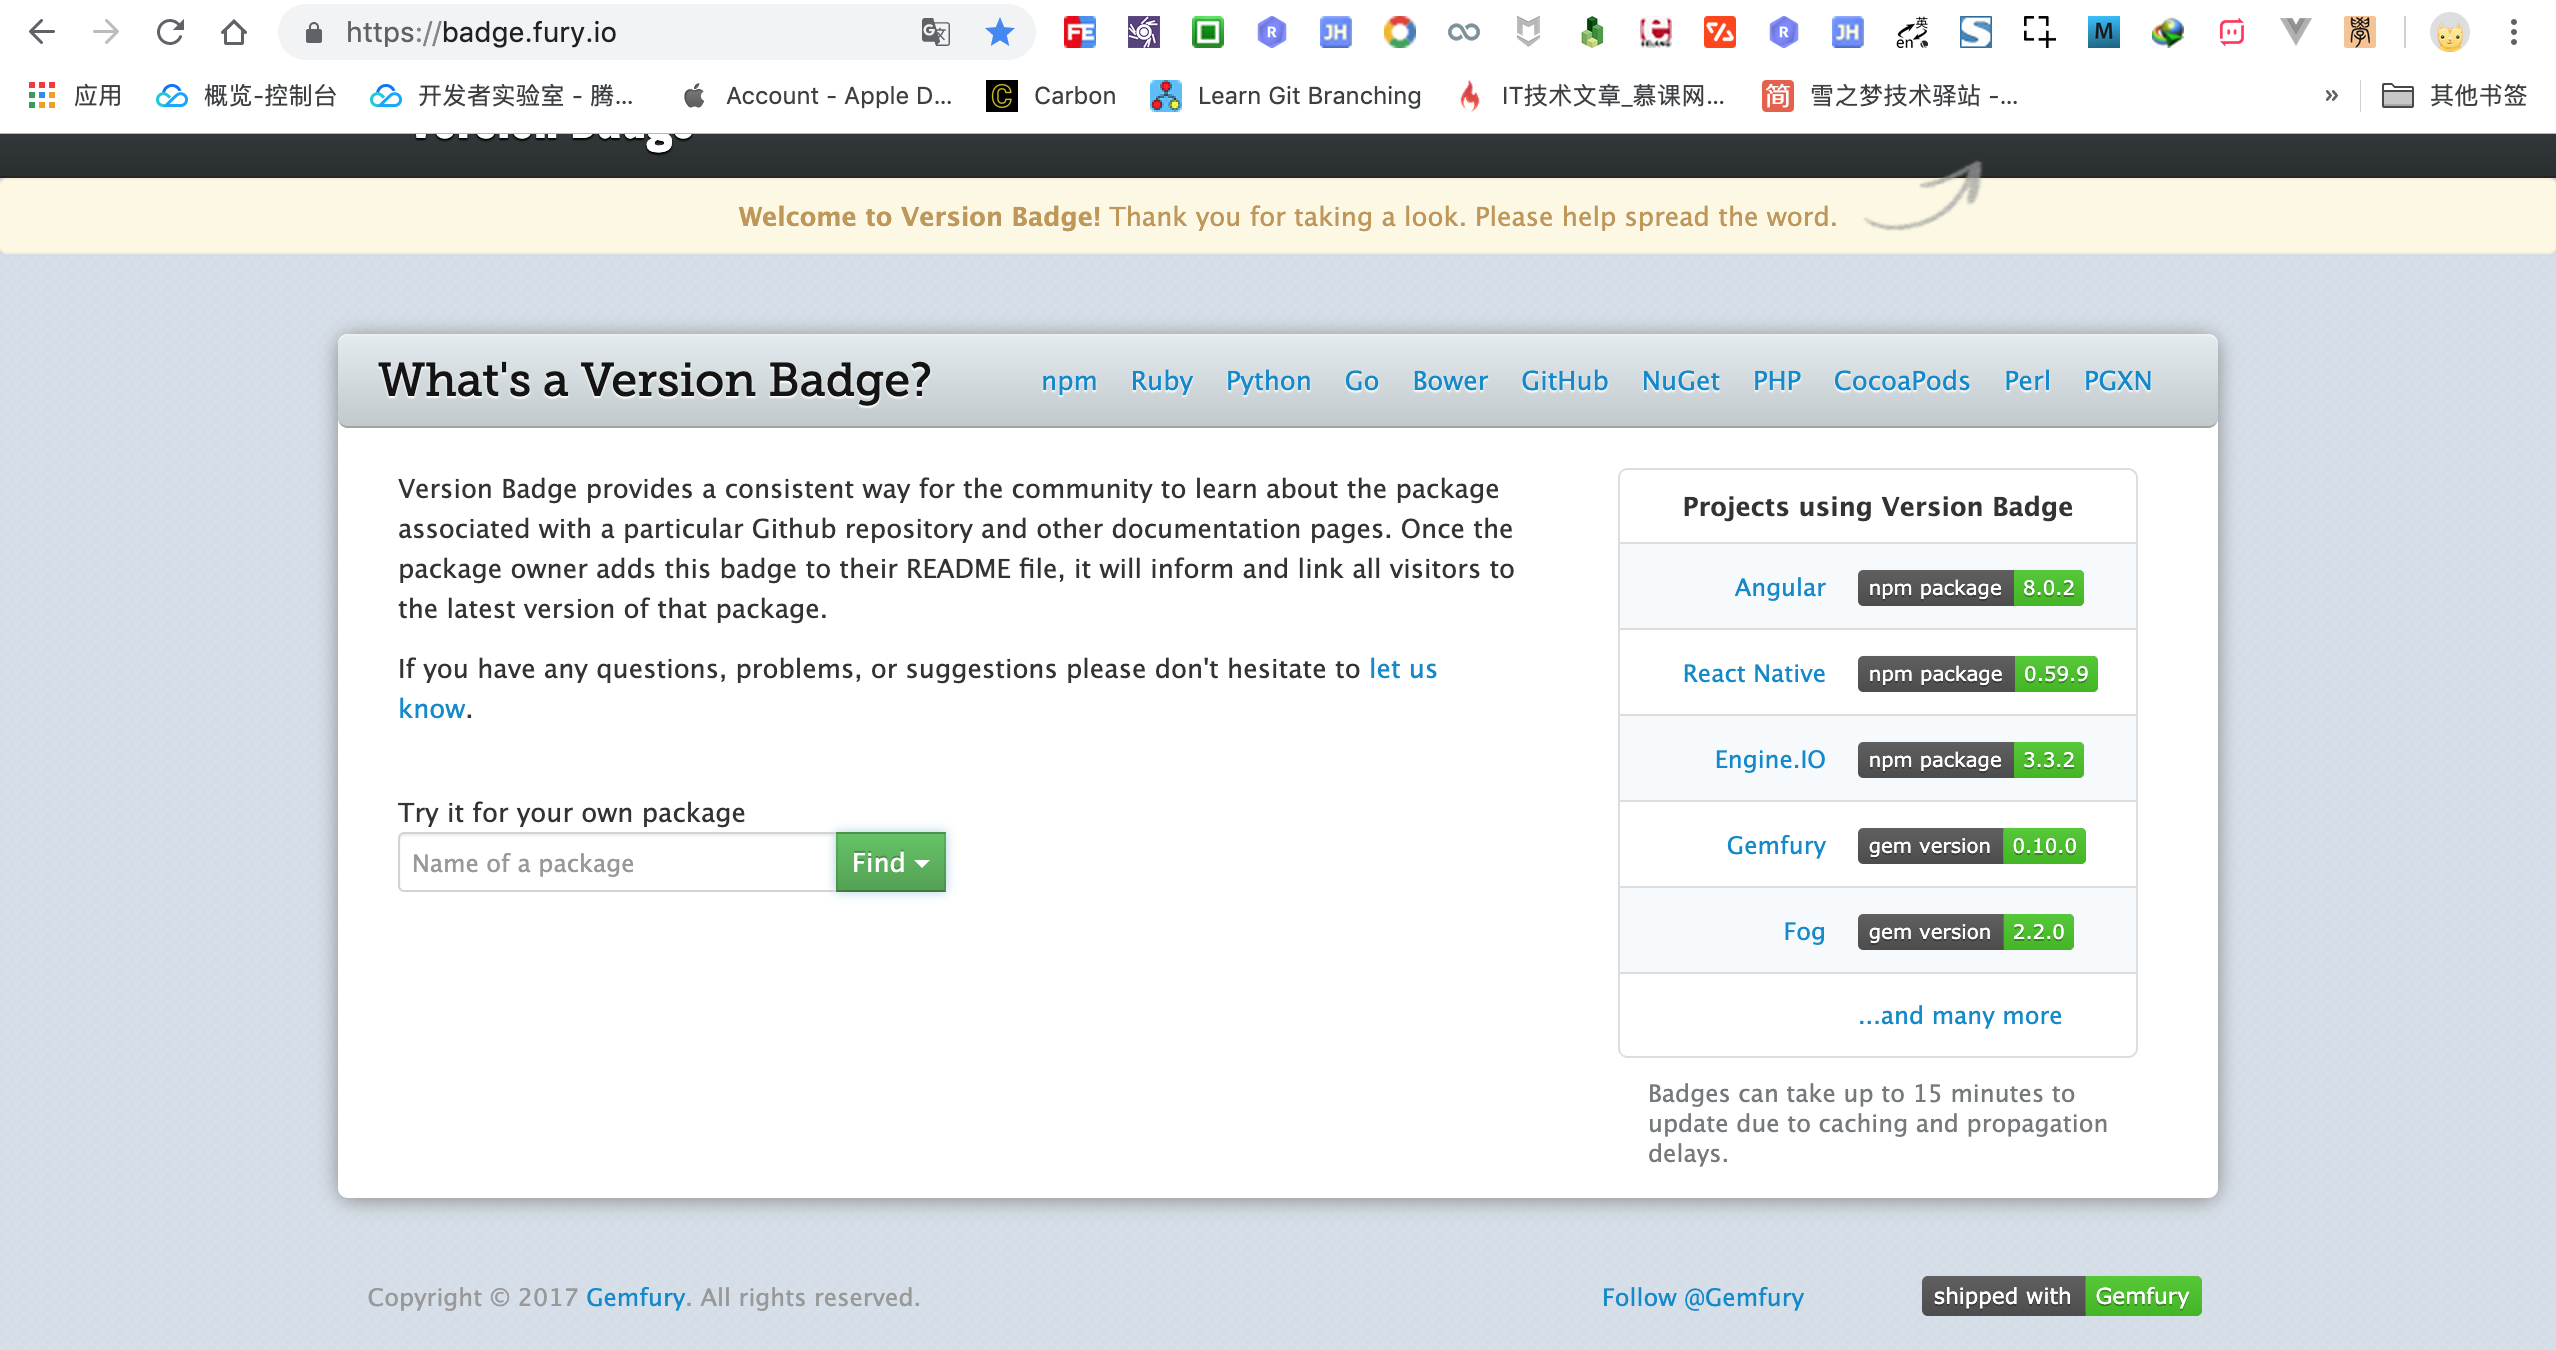 https://badge.fury.io
应用 概览-控制台 开发者实验室 - 腾... Account - Apple D... Carbon Learn Git Branching IT技术文章_慕课网... 雪之梦技术驿站 -... » 其他书签
Version Badge
Welcome to Version Badge! Thank you for taking a look. Please help spread the word.
What's a Version Badge?
npm Ruby Python Go Bower GitHub NuGet PHP CocoaPods Perl PGXN
Version Badge provides a consistent way for the community to learn about the package
associated with a particular Github repository and other documentation pages. Once the
package owner adds this badge to their README file, it will inform and link all visitors to
the latest version of that package.
If you have any questions, problems, or suggestions please don't hesitate to let us
know.
Try it for your own package
Name of a package Find
Projects using Version Badge
Angular npm package 8.0.2
React Native npm package 0.59.9
Engine.IO npm package 3.3.2
Gemfury gem version 0.10.0
Fog gem version 2.2.0
...and many more
Badges can take up to 15 minutes to
update due to caching and propagation
delays.
Copyright © 2017 Gemfury. All rights reserved.
Follow @Gemfury
shipped with Gemfury